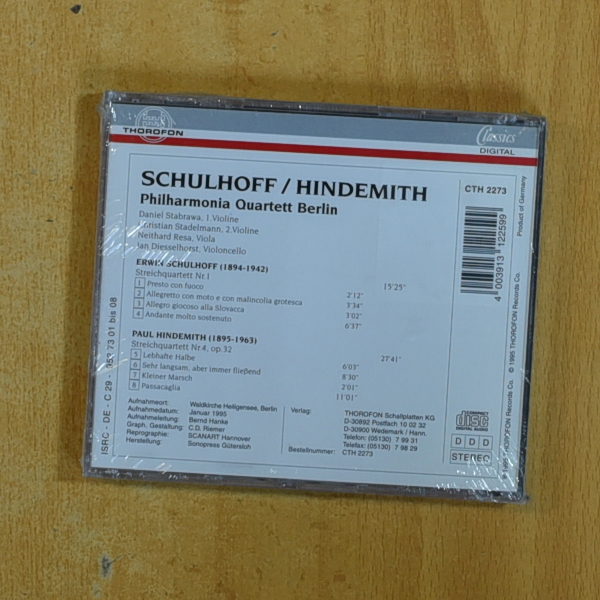 THOROFON
Classics
DIGITAL
SCHULHOFF / HINDEMITH
Philharmonia Quartett Berlin
Daniel Stabrawa, 1.Violine
Christian Stadelmann, 2.Violine
Neithard Resa, Viola
Jan Diesselhorst, Violoncello
CTH 2273
Product of Germany
4 003913 122599
ERWIN SCHULHOFF (1894-1942)
Streichquartett Nr.1 15'25"
1 Presto con fuoco 2'12"
2 Allegretto con moto e con malincolia grotesca 3'34"
3 Allegro giocoso alla Slovacca 3'02"
4 Andante molto sostenuto 6'37"
PAUL HINDEMITH (1895-1963)
Streichquartett Nr.4, op.32 27'41"
5 Lebhafte Halbe 6'03"
6 Sehr langsam, aber immer fließend 8'30"
7 Kleiner Marsch 2'01"
8 Passacaglia 11'01"
Aufnahmeort: Waldkirche Heiligensee, Berlin
Aufnahmedatum: Januar 1995
Aufnahmeleitung: Bernd Hanke
Graph. Gestaltung: C.D. Riemer
Reprographie: SCANART Hannover
Herstellung: Sonopress Gütersloh
Verlag: THOROFON Schallplatten KG
D-30892 Postfach 10 02 32
D-30900 Wedemark / Hann.
Telefon: (05130) 7 99 31
Telefax: (05130) 7 98 29
Bestellnummer: CTH 2273
COMPACT
disc
DIGITAL AUDIO
D D D
STEREO
© 1995 THOROFON Records Co.
℗ 1995 THOROFON Records Co.
ISRC - DE - C 29 - 953 73 01 bis 08